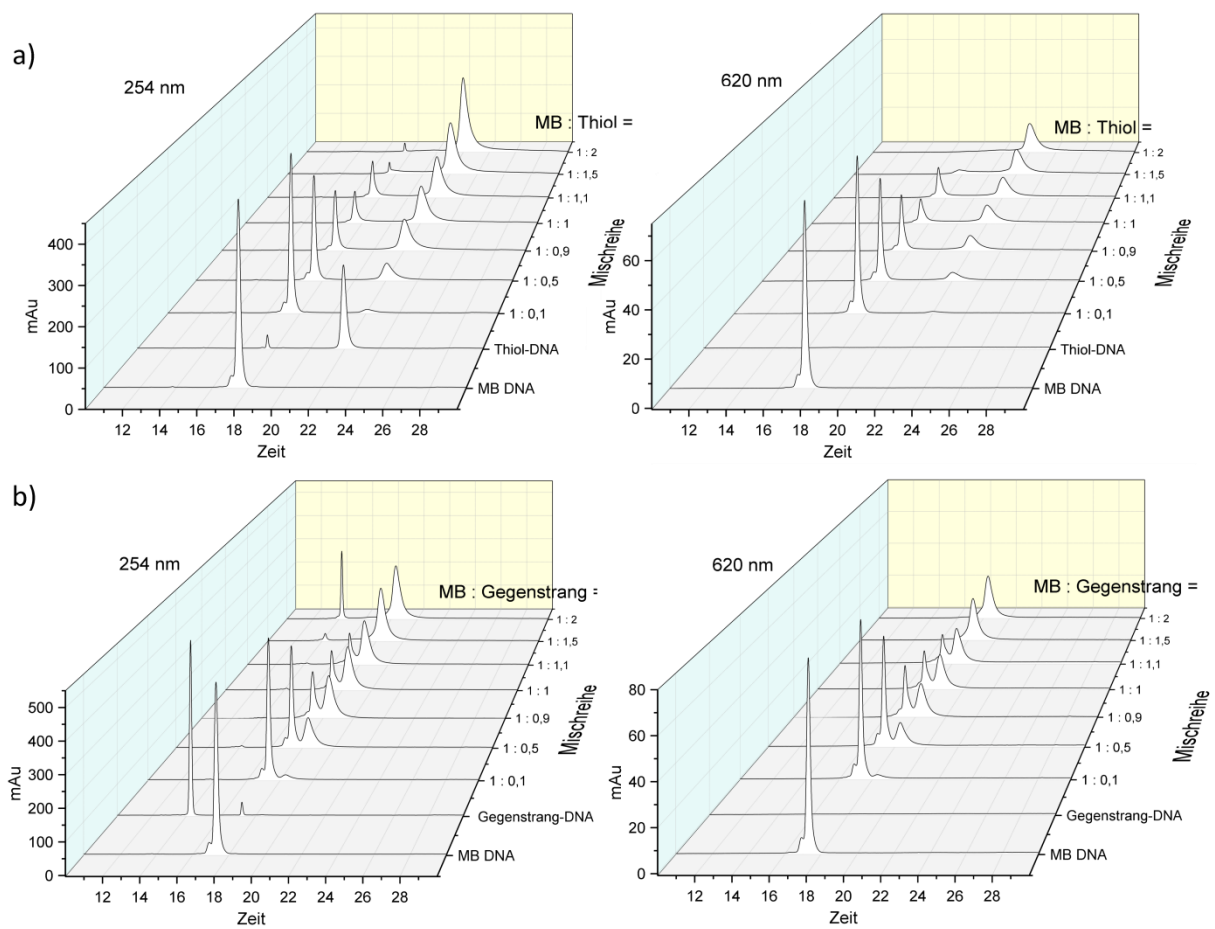 a)
254 nm
MB : Thiol =
1 : 2
1 : 1,5
1 : 1,1
1 : 1
1 : 0,9
1 : 0,5
1 : 0,1
Thiol-DNA
MB DNA
Mischreihe
400
300
200
100
0
mAu
12 14 16 18 20 22 24 26 28
Zeit
620 nm
MB : Thiol =
1 : 2
1 : 1,5
1 : 1,1
1 : 1
1 : 0,9
1 : 0,5
1 : 0,1
Thiol-DNA
MB DNA
Mischreihe
60
40
20
0
mAu
12 14 16 18 20 22 24 26 28
Zeit
b)
254 nm
MB : Gegenstrang =
1 : 2
1 : 1,5
1 : 1,1
1 : 1
1 : 0,9
1 : 0,5
1 : 0,1
Gegenstrang-DNA
MB DNA
Mischreihe
500
400
300
200
100
0
mAu
12 14 16 18 20 22 24 26 28
Zeit
620 nm
MB : Gegenstrang =
1 : 2
1 : 1,5
1 : 1,1
1 : 1
1 : 0,9
1 : 0,5
1 : 0,1
Gegenstrang-DNA
MB DNA
Mischreihe
80
60
40
20
0
mAu
12 14 16 18 20 22 24 26 28
Zeit